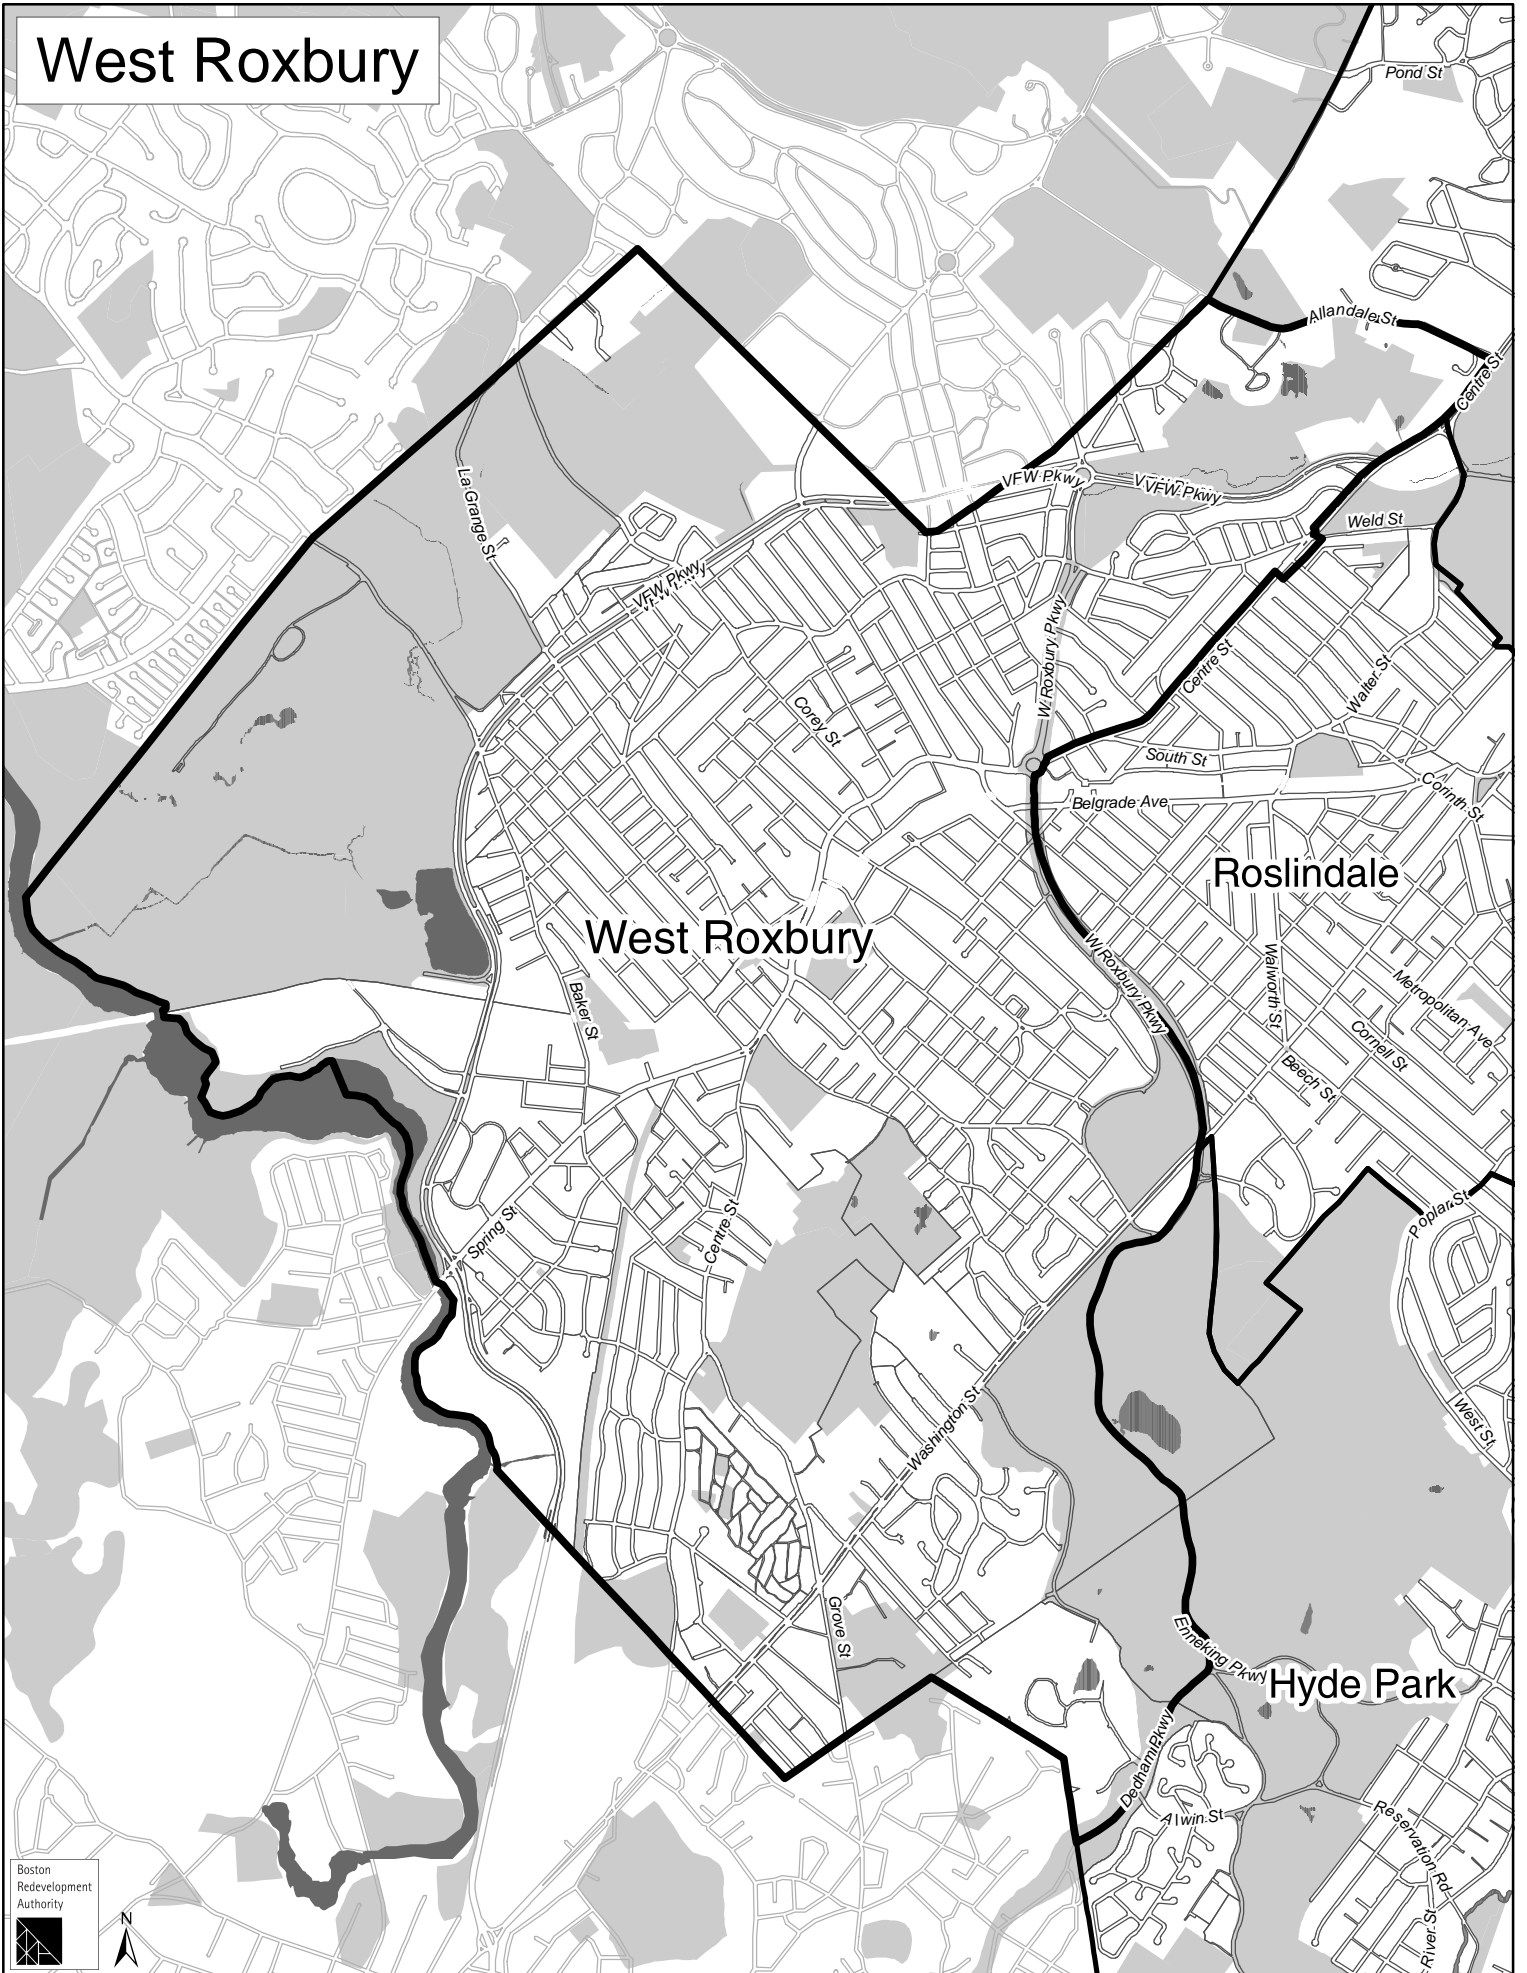 West Roxbury
Pond St
Allandale St
Centre St
La Grange St
VFW Pkwy
VFW Pkwy
Weld St
VFW Pkwy
W Roxbury Pkwy
Centre St
Walter St
Corey St
South St
Corinth St
Belgrade Ave
Roslindale
West Roxbury
W Roxbury Pkwy
Walworth St
Metropolitan Ave
Baker St
Cornell St
Beech St
Spring St
Centre St
Poplar St
West St
Washington St
Grove St
Enneking Pkwy
Hyde Park
Dedham Pkwy
Alwin St
Reservation Rd
River St
Boston
Redevelopment
Authority
N